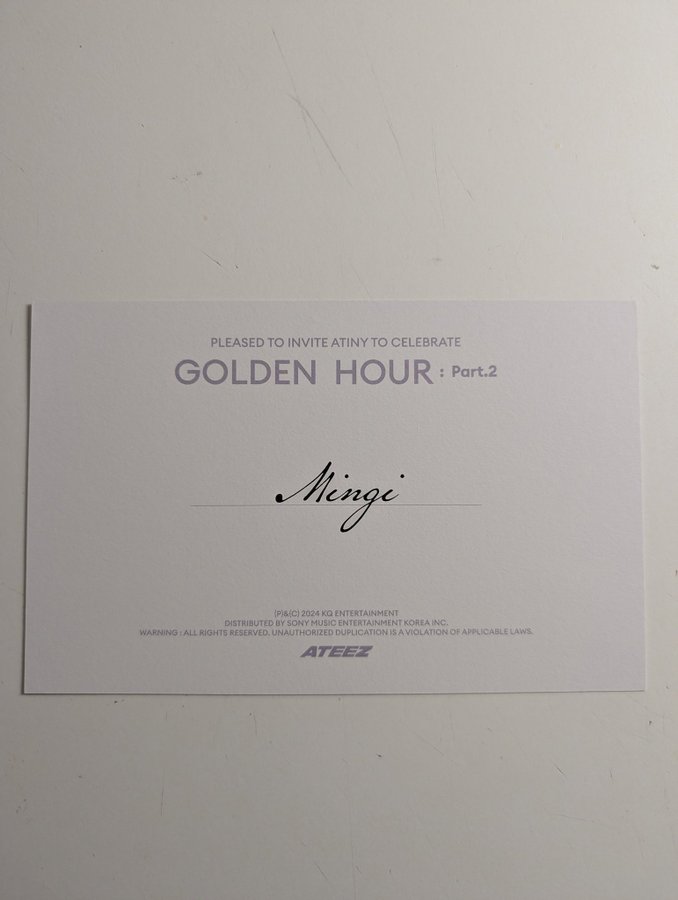 PLEASED TO INVITE ATINY TO CELEBRATE
GOLDEN HOUR : Part.2
Mingi
(P)&(C) 2024 KQ ENTERTAINMENT
DISTRIBUTED BY SONY MUSIC ENTERTAINMENT KOREA INC.
WARNING : ALL RIGHTS RESERVED. UNAUTHORIZED DUPLICATION IS A VIOLATION OF APPLICABLE LAWS.
ATEEZ